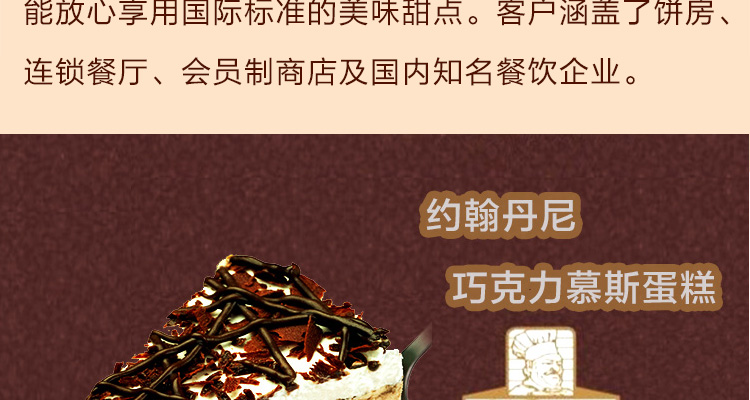 能放心享用国际标准的美味甜点。客户涵盖了饼房、
连锁餐厅、会员制商店及国内知名餐饮企业。
约翰丹尼
巧克力慕斯蛋糕